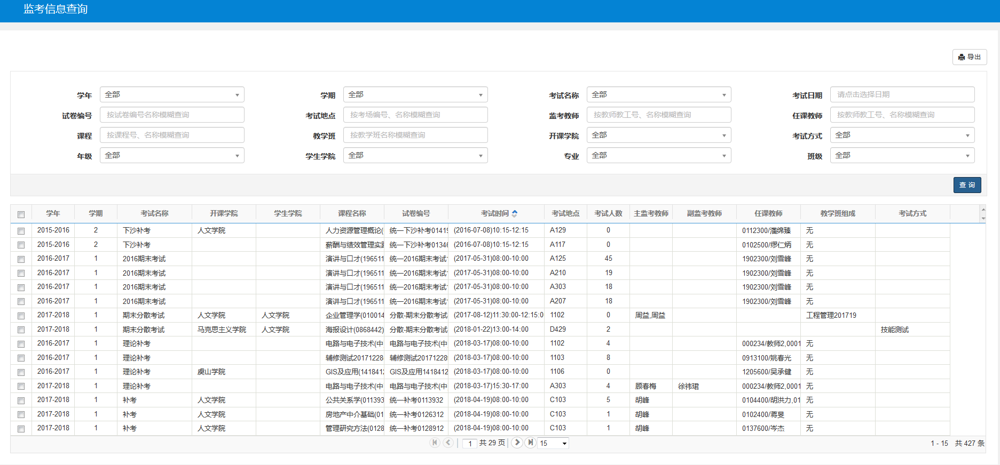 监考信息查询
导出
学年 全部 学期 全部 考试名称 全部 考试日期 请点击选择日期
试卷编号 按试卷编号名称模糊查询 考试地点 按考场编号、名称模糊查询 监考教师 按教师教工号、名称模糊查询 任课教师 按教师教工号、名称模糊查询
课程 按课程号、名称模糊查询 教学班 按教学班名称模糊查询 开课学院 全部 考试方式 全部
年级 全部 学生学院 全部 专业 全部 班级 全部
查 询
学年 学期 考试名称 开课学院 学生学院 课程名称 试卷编号 考试时间 考试地点 考试人数 主监考教师 副监考教师 任课教师 教学班组成 考试方式
2015-2016 2 下沙补考 人文学院 人力资源管理概论( 统一下沙补考0141 (2016-07-08)10:15-12:15 A129 0 0112300/潘绵臻 无
2015-2016 2 下沙补考 薪酬与绩效管理实 统一下沙补考0134 (2016-07-08)10:15-12:15 A117 0 0102500/缪仁炳 无
2016-2017 1 2016期末考试 演讲与口才(196511 统一2016期末考试 (2017-05-31)08:00-10:00 A125 45 1902300/刘雪峰 无
2016-2017 1 2016期末考试 演讲与口才(196511 统一2016期末考试 (2017-05-31)08:00-10:00 A210 19 1902300/刘雪峰 无
2016-2017 1 2016期末考试 演讲与口才(196511 统一2016期末考试 (2017-05-31)08:00-10:00 A303 18 1902300/刘雪峰 无
2016-2017 1 2016期末考试 演讲与口才(196511 统一2016期末考试 (2017-05-31)08:00-10:00 A207 18 1902300/刘雪峰 无
2017-2018 1 期末分散考试 人文学院 人文学院 企业管理学(010014 分散-期末分散考试 (2017-08-12)11:30:00-12:15:0 1102 0 周益,周益 工程管理201719
2017-2018 1 期末分散考试 马克思主义学院 人文学院 海报设计(0868442) 分散-期末分散考试 (2018-01-22)13:00-14:00 D429 2 技能测试
2016-2017 1 理论补考 电路与电子技术(中 电路与电子技术(中 (2018-03-17)08:00-10:00 1102 4 000234/教师2,0001 无
2016-2017 1 理论补考 辅修测试20171228 辅修测试20171228 (2018-03-17)08:00-10:00 1103 8 0913100/姚春光 无
2016-2017 1 理论补考 虞山学院 GIS及应用(141841 GIS及应用1418412 (2018-03-17)08:00-10:00 1106 0 1205600/吴承健 无
2017-2018 1 理论补考 电路与电子技术(中 电路与电子技术(中 (2018-03-17)15:30-17:00 A303 4 顾春梅 徐祎珺 000234/教师2,0001 无
2017-2018 1 补考 人文学院 公共关系学(011393 统一补考0113932 (2018-04-19)08:00-10:00 C103 5 胡峰 0104400/胡洪力,01 无
2017-2018 1 补考 人文学院 房地产中介基础(01 统一补考0126312 (2018-04-19)08:00-10:00 C103 1 胡峰 0102400/蒋旻 无
2017-2018 1 补考 人文学院 管理研究方法(0128 统一补考0128912 (2018-04-19)08:00-10:00 C103 1 胡峰 0137600/岑杰 无
1 共 29 页 15 1 - 15 共 427 条